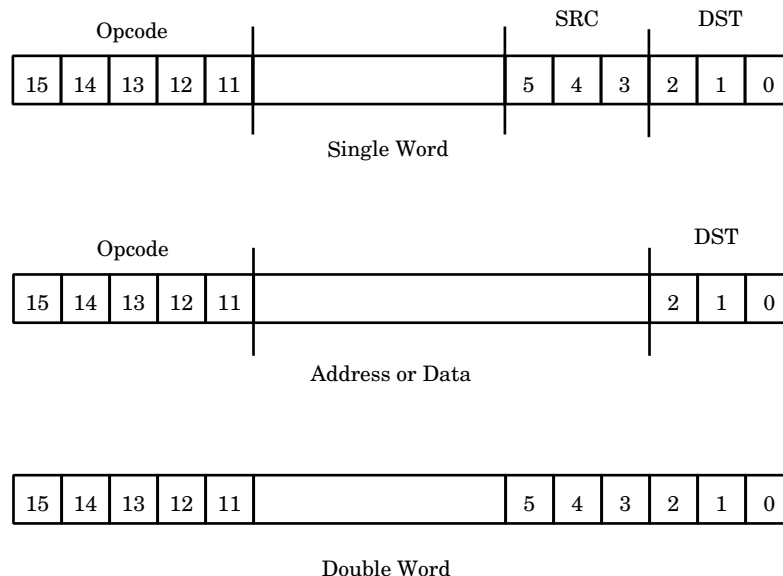 SRC DST
Opcode
15 14 13 12 11 5 4 3 2 1 0
Single Word
DST
Opcode
15 14 13 12 11 2 1 0
Address or Data
15 14 13 12 11 5 4 3 2 1 0
Double Word